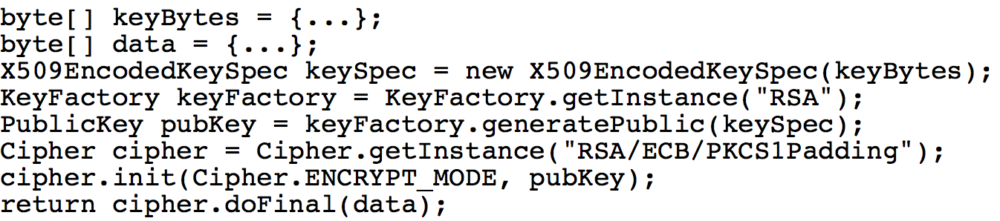 byte[] keyBytes = {...};
byte[] data = {...};
X509EncodedKeySpec keySpec = new X509EncodedKeySpec(keyBytes);
KeyFactory keyFactory = KeyFactory.getInstance("RSA");
PublicKey pubKey = keyFactory.generatePublic(keySpec);
Cipher cipher = Cipher.getInstance("RSA/ECB/PKCS1Padding");
cipher.init(Cipher.ENCRYPT_MODE, pubKey);
return cipher.doFinal(data);